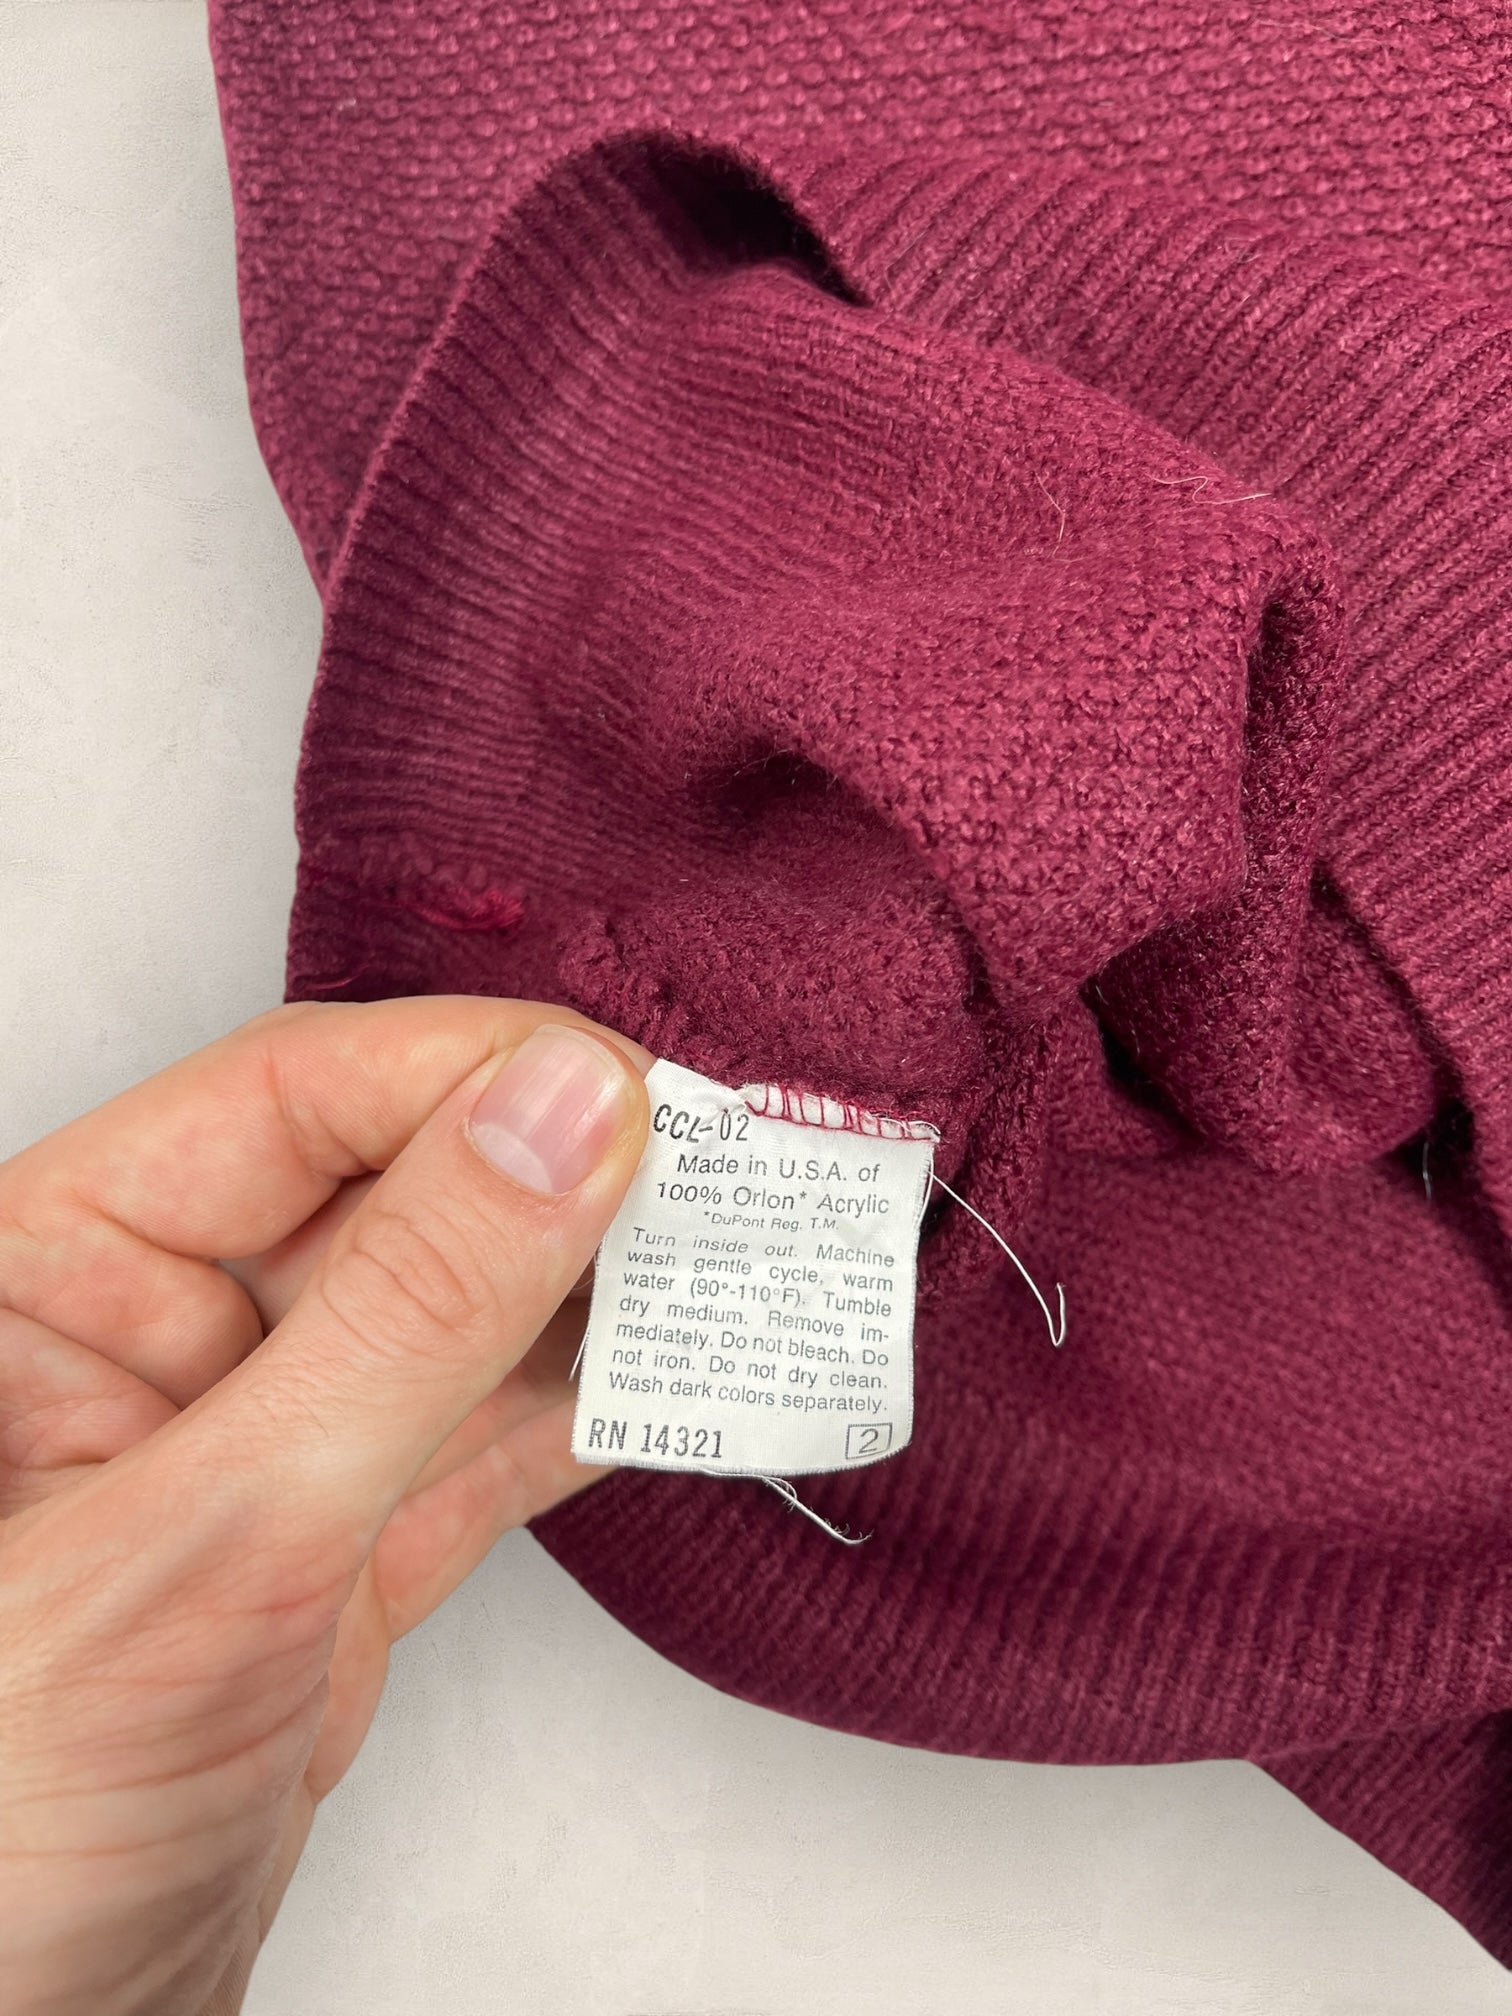 CCL-02
Made in U.S.A. of
100% Orlon* Acrylic
*DuPont Reg. T.M.
Turn inside out. Machine
wash gentle cycle, warm
water (90°-110°F). Tumble
dry medium. Remove im-
mediately. Do not bleach. Do
not iron. Do not dry clean.
Wash dark colors separately.
RN 14321 2